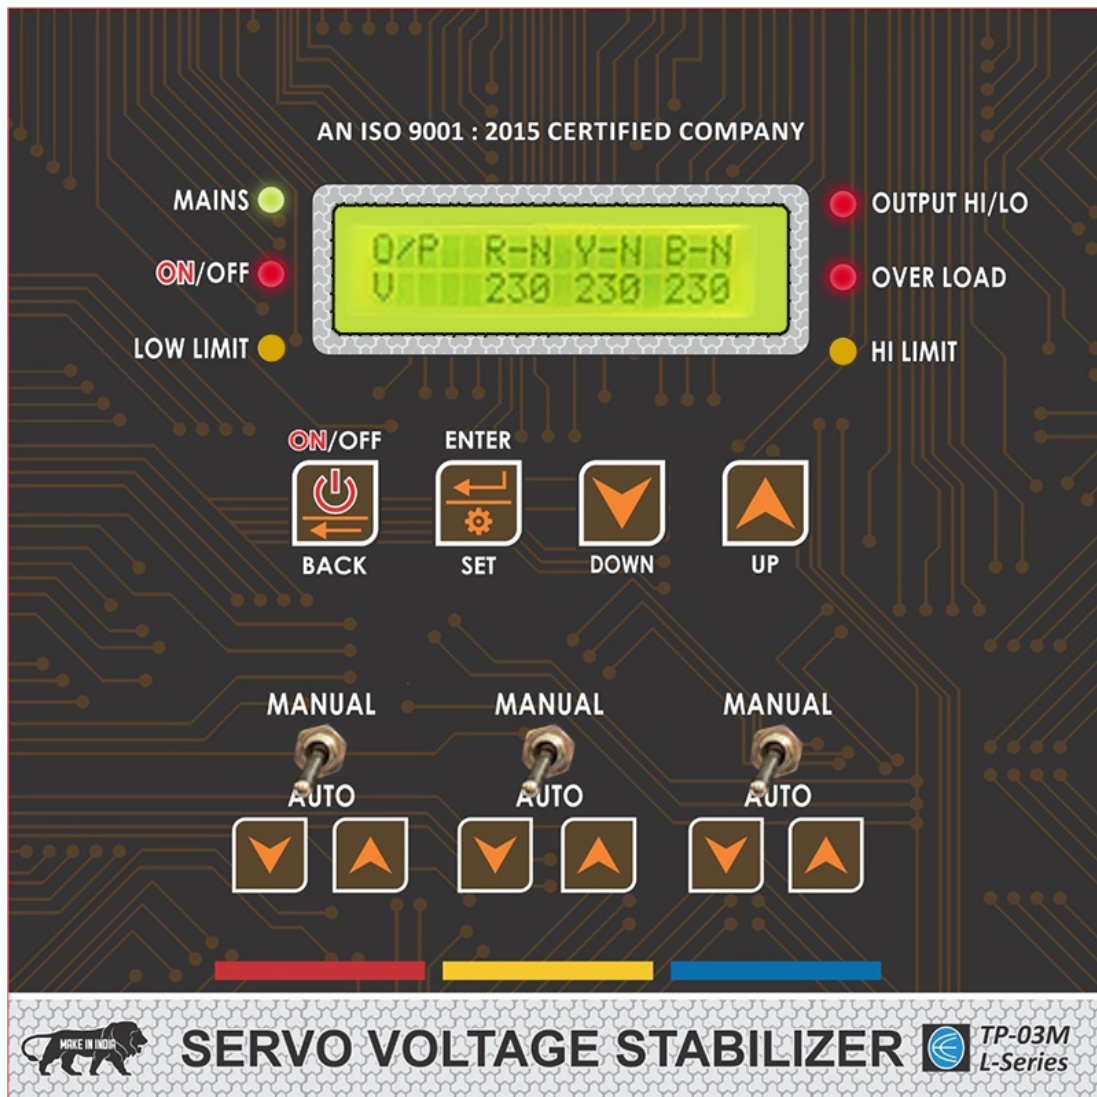 AN ISO 9001 : 2015 CERTIFIED COMPANY
MAINS
ON/OFF
LOW LIMIT
O/P R-N Y-N B-N
V 230 230 230
OUTPUT HI/LO
OVER LOAD
HI LIMIT
ON/OFF
BACK
ENTER
SET
DOWN
UP
MANUAL
AUTO
MANUAL
AUTO
MANUAL
AUTO
MAKE IN INDIA
SERVO VOLTAGE STABILIZER
TP-03M
L-Series